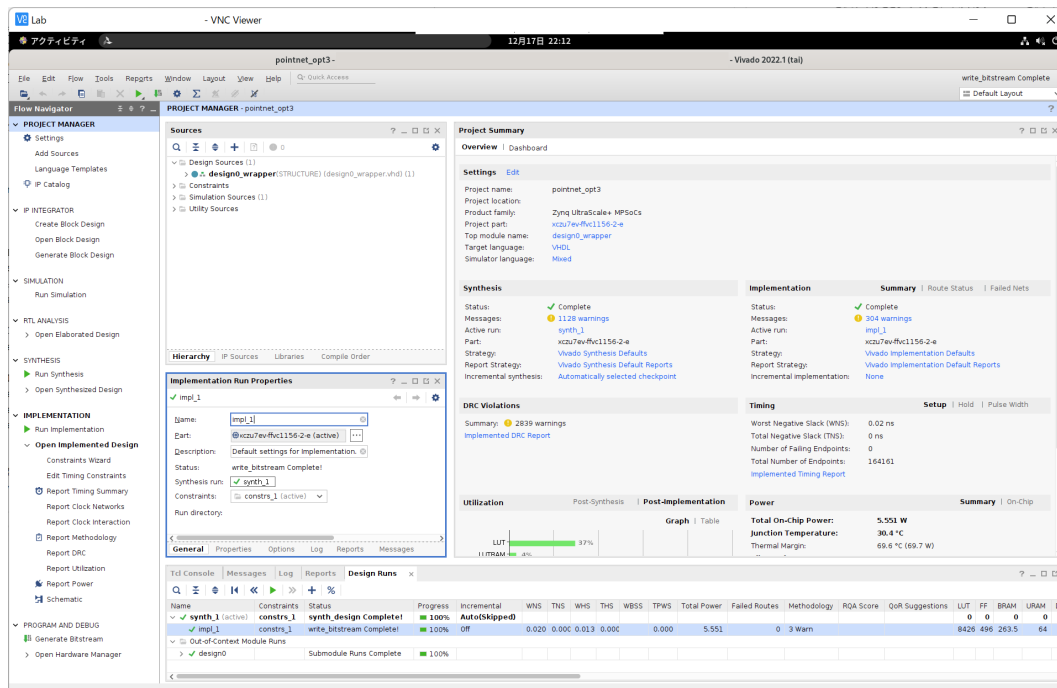 V2 Lab - VNC Viewer
アクティビティ 12月17日 22:12
pointnet_opt3 - - Vivado 2022.1 (tai)
File Edit Flow Tools Reports Window Layout View Help Q- Quick Access write_bitstream Complete
Default Layout
Flow Navigator PROJECT MANAGER - pointnet_opt3
PROJECT MANAGER
Settings
Add Sources
Language Templates
IP Catalog
IP INTEGRATOR
Create Block Design
Open Block Design
Generate Block Design
SIMULATION
Run Simulation
RTL ANALYSIS
Open Elaborated Design
SYNTHESIS
Run Synthesis
Open Synthesized Design
IMPLEMENTATION
Run Implementation
Open Implemented Design
Constraints Wizard
Edit Timing Constraints
Report Timing Summary
Report Clock Networks
Report Clock Interaction
Report Methodology
Report DRC
Report Utilization
Report Power
Schematic
PROGRAM AND DEBUG
Generate Bitstream
Open Hardware Manager
Sources
0
Design Sources (1)
design0_wrapper(STRUCTURE) (design0_wrapper.vhd) (1)
Constraints
Simulation Sources (1)
Utility Sources
Hierarchy IP Sources Libraries Compile Order
Implementation Run Properties
impl_1
Name: impl_1
Part: xczu7ev-ffvc1156-2-e (active)
Description: Default settings for Implementation.
Status: write_bitstream Complete!
Synthesis run: synth_1
Constraints: constrs_1 (active)
Run directory:
General Properties Options Log Reports Messages
Project Summary
Overview | Dashboard
Settings Edit
Project name: pointnet_opt3
Project location:
Product family: Zynq UltraScale+ MPSoCs
Project part: xczu7ev-ffvc1156-2-e
Top module name: design0_wrapper
Target language: VHDL
Simulator language: Mixed
Synthesis
Status: Complete
Messages: 1128 warnings
Active run: synth_1
Part: xczu7ev-ffvc1156-2-e
Strategy: Vivado Synthesis Defaults
Report Strategy: Vivado Synthesis Default Reports
Incremental synthesis: Automatically selected checkpoint
Implementation Summary | Route Status | Failed Nets
Status: Complete
Messages: 304 warnings
Active run: impl_1
Part: xczu7ev-ffvc1156-2-e
Strategy: Vivado Implementation Defaults
Report Strategy: Vivado Implementation Default Reports
Incremental implementation: None
DRC Violations
Summary: 2839 warnings
Implemented DRC Report
Timing Setup | Hold | Pulse Width
Worst Negative Slack (WNS): 0.02 ns
Total Negative Slack (TNS): 0 ns
Number of Failing Endpoints: 0
Total Number of Endpoints: 164161
Implemented Timing Report
Utilization Post-Synthesis | Post-Implementation
Graph | Table
LUT 37%
LUTRAM 4%
Power Summary | On-Chip
Total On-Chip Power: 5.551 W
Junction Temperature: 30.4 °C
Thermal Margin: 69.6 °C (69.7 W)
Tcl Console Messages Log Reports Design Runs
Name Constraints Status Progress Incremental WNS TNS WHS THS WBSS TPWS Total Power Failed Routes Methodology RQA Score QoR Suggestions LUT FF BRAM URAM
synth_1 (active) constrs_1 synth_design Complete! 100% Auto(Skipped) 0 0 0 0
impl_1 constrs_1 write_bitstream Complete! 100% Off 0.020 0.000 0.013 0.000 0.000 5.551 0 3 Warn 8426 496 263.5 64
Out-of-Context Module Runs
design0 Submodule Runs Complete 100%